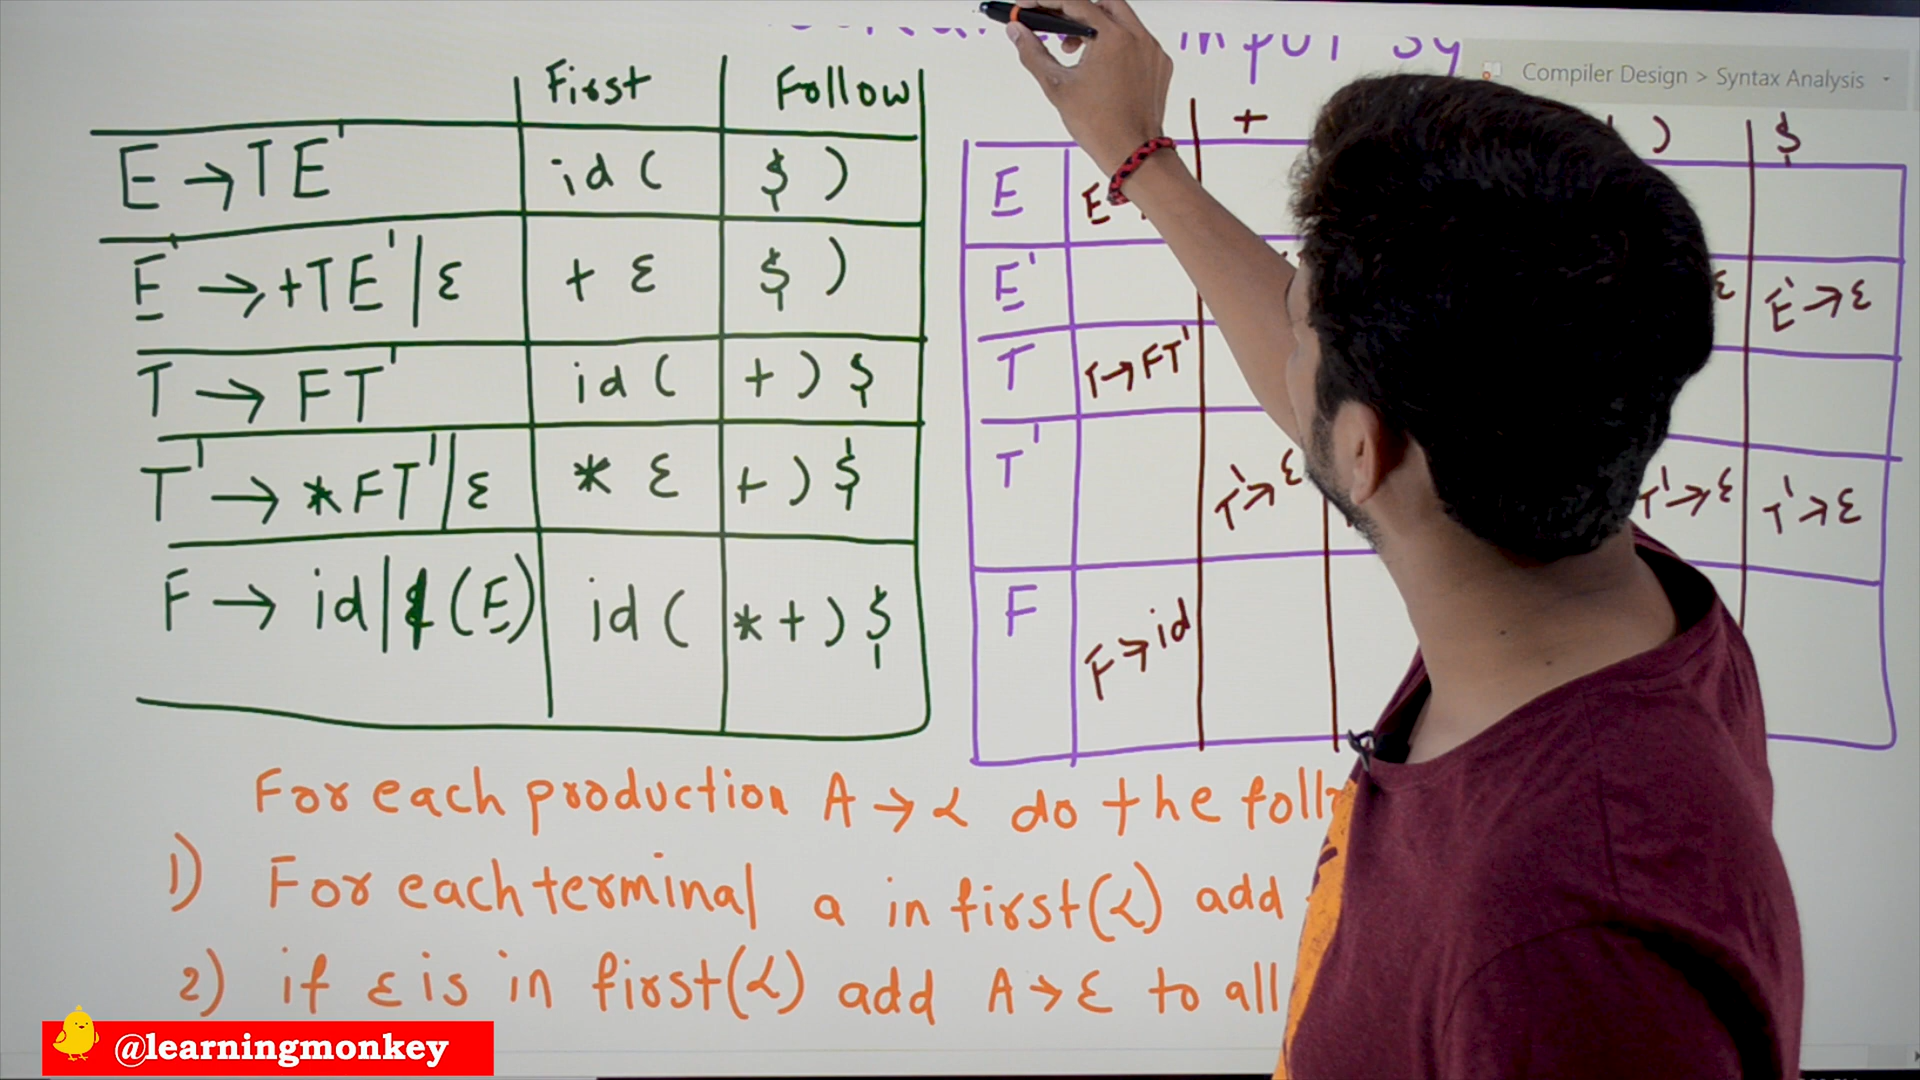 input sy
Compiler Design > Syntax Analysis
First Follow
E → TE' id ( $ )
E' → +TE' | ε + ε $ )
T → FT' id ( + ) $
T' → *FT' | ε * ε + ) $
F → id | (E) id ( * + ) $
+ ) $
E E
E' ε E' → ε
T T → FT'
T' T' → ε T' → ε T' → ε
F F → id
For each production A → α do the foll
1) For each terminal a in first(α) add
2) if ε is in first(α) add A → ε to all
@learningmonkey